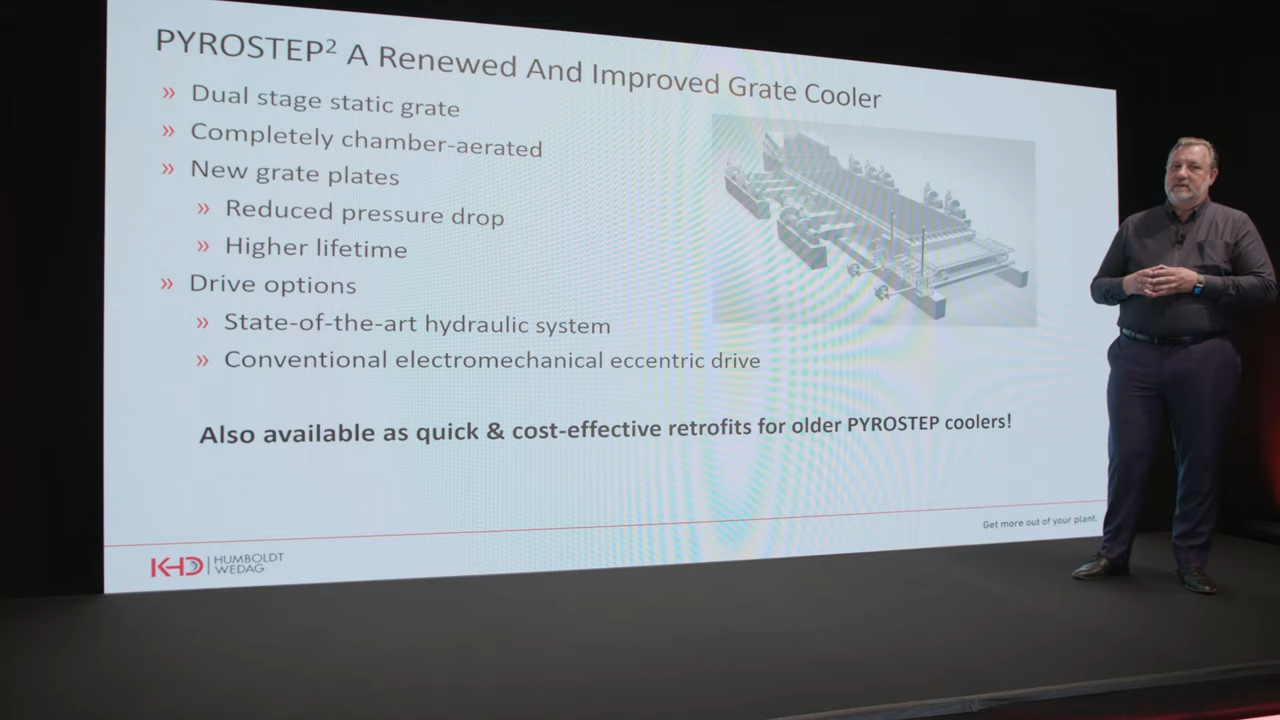 PYROSTEP² A Renewed And Improved Grate Cooler
» Dual stage static grate
» Completely chamber-aerated
» New grate plates
» Reduced pressure drop
» Higher lifetime
» Drive options
» State-of-the-art hydraulic system
» Conventional electromechanical eccentric drive
Also available as quick & cost-effective retrofits for older PYROSTEP coolers!
Get more out of your plant.
KHD HUMBOLDT
WEDAG